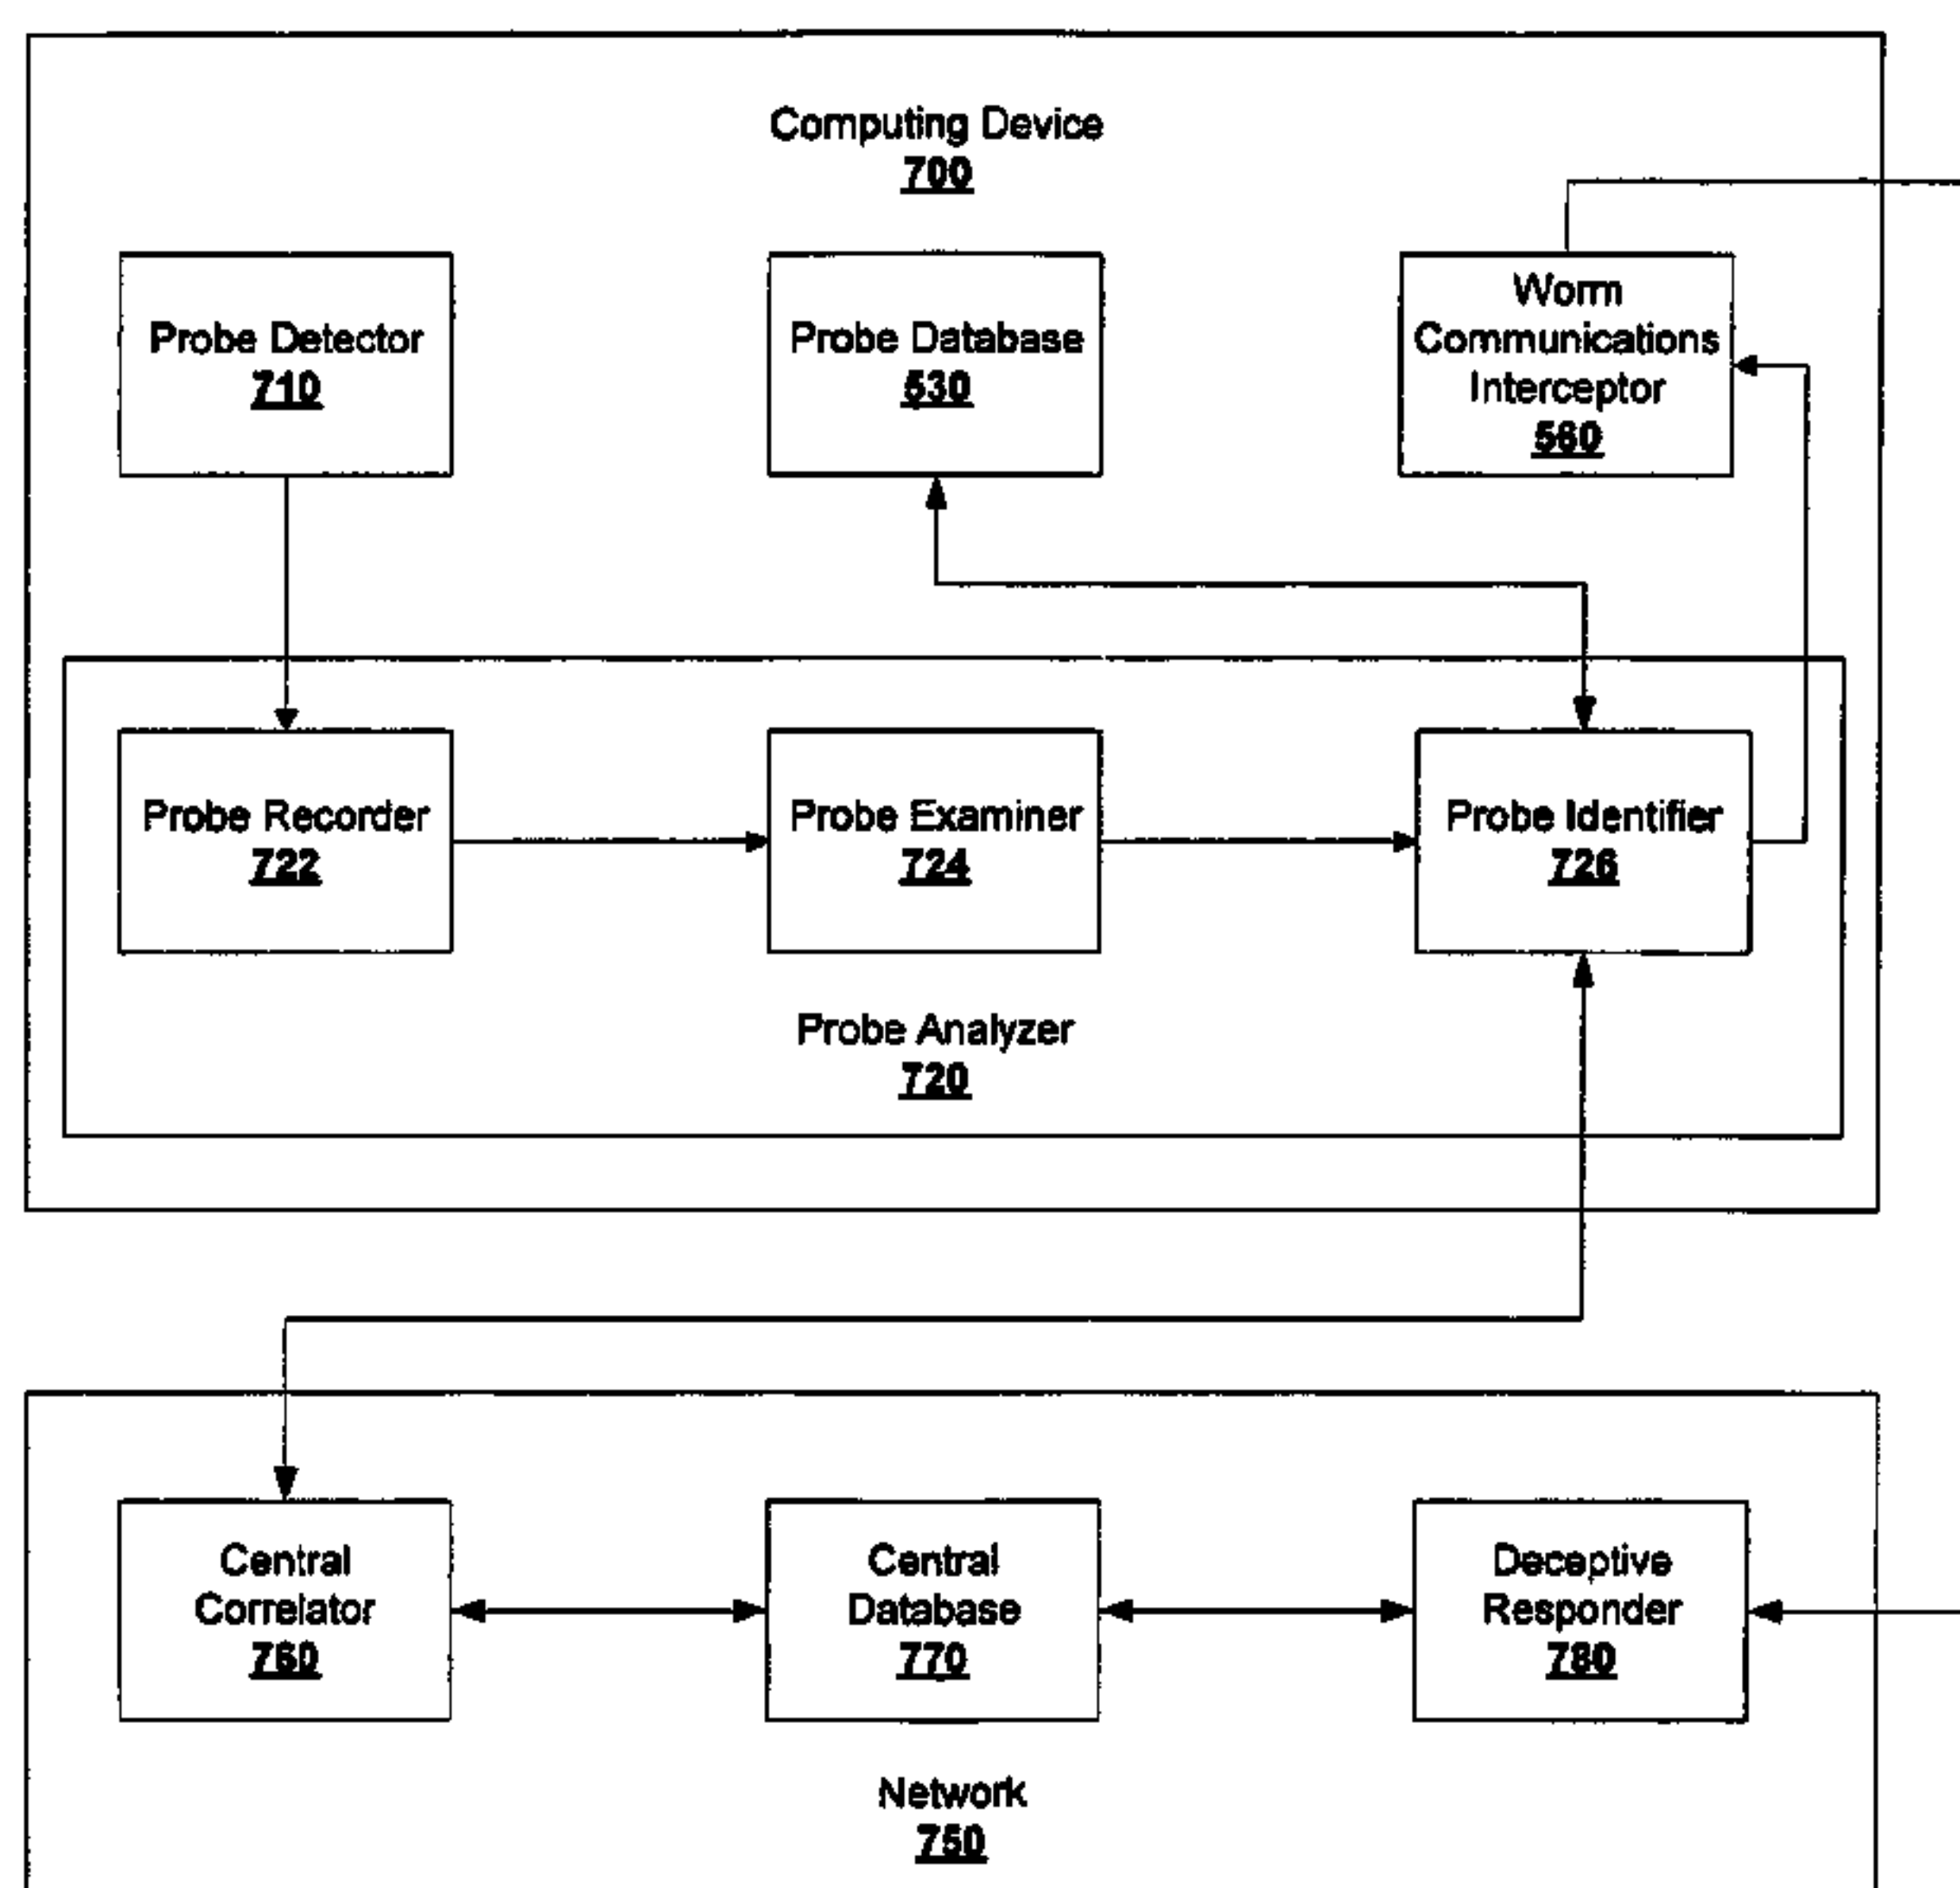 Computing Device
700
Probe Detector
710
Probe Database
530
Worm
Communications
Interceptor
560
Probe Recorder
722
Probe Examiner
724
Probe Identifier
726
Probe Analyzer
720
Central
Correlator
760
Central
Database
770
Deceptive
Responder
780
Network
750